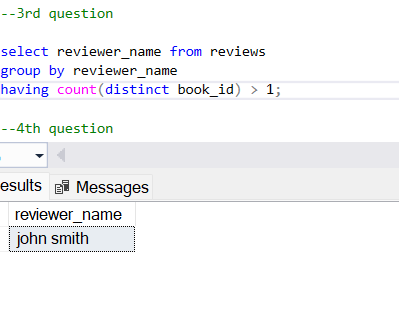 --3rd question
select reviewer_name from reviews
group by reviewer_name
having count(distinct book_id) > 1;
--4th question
esults Messages
reviewer_name
john smith